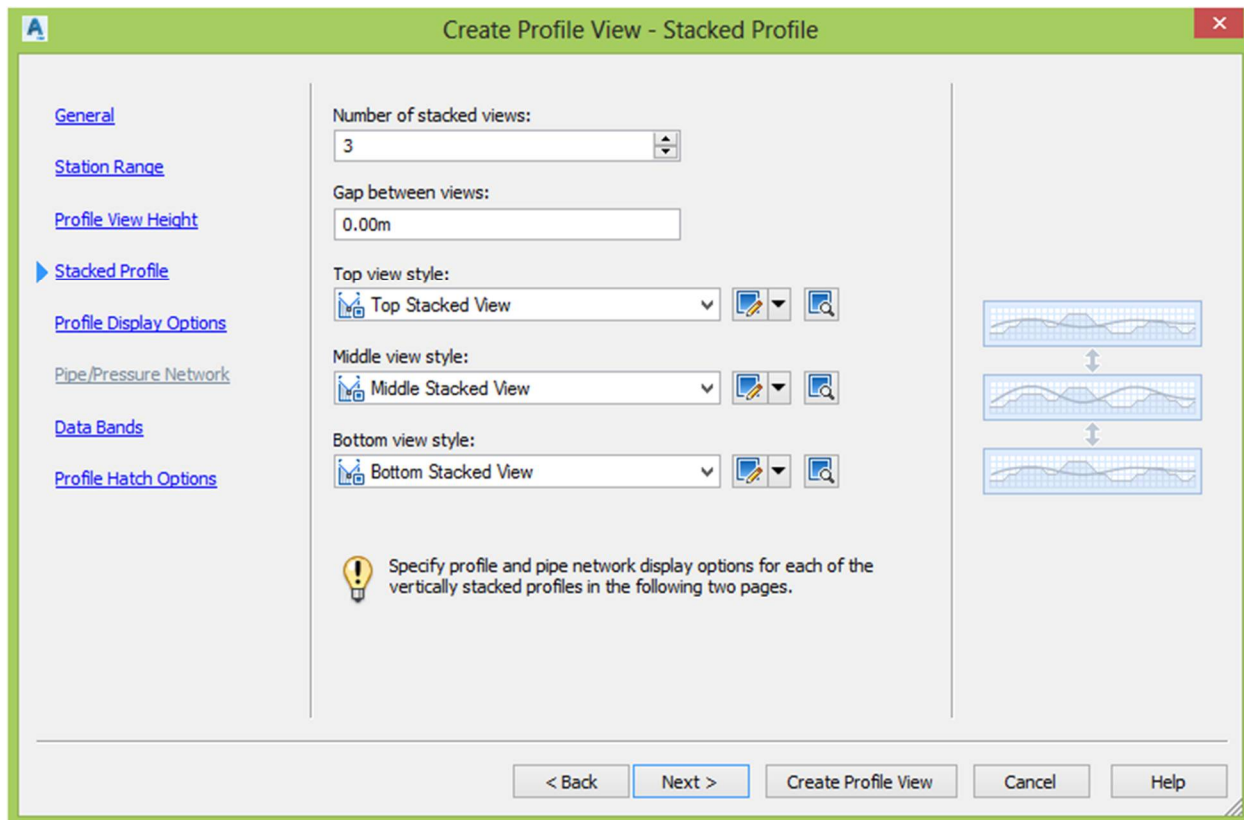 Create Profile View - Stacked Profile
General
Station Range
Profile View Height
Stacked Profile
Profile Display Options
Pipe/Pressure Network
Data Bands
Profile Hatch Options
Number of stacked views:
3
Gap between views:
0.00m
Top view style:
Top Stacked View
Middle view style:
Middle Stacked View
Bottom view style:
Bottom Stacked View
Specify profile and pipe network display options for each of the
vertically stacked profiles in the following two pages.
< Back Next > Create Profile View Cancel Help